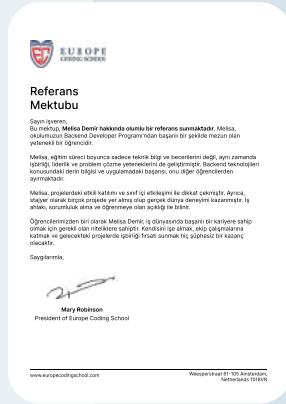 EUROPE
CODING SCHOOL
Referans
Mektubu
Sayın işveren,
Bu mektup, Melisa Demir hakkında olumlu bir referans sunmaktadır. Melisa,
okulumuzun Backend Developer Programı'ndan başarılı bir şekilde mezun olan
yetenekli bir öğrencidir.
Melisa, eğitim süreci boyunca sadece teknik bilgi ve becerilerini değil, aynı zamanda
işbirliği, liderlik ve problem çözme yeteneklerini de geliştirmiştir. Backend teknolojileri
konusundaki derin bilgisi ve uygulamadaki başarısı, onu diğer öğrencilerden
ayırmaktadır.
Melisa, projelerdeki etkili katılımı ve sınıf içi etkileşimi ile dikkat çekmiştir. Ayrıca,
stajyer olarak birçok projede yer almış olup gerçek dünya deneyimi kazanmıştır. İş
ahlakı, sorumluluk alma ve öğrenmeye olan açıklığı ile bilinir.
Öğrencilerimizden biri olarak Melisa Demir, iş dünyasında başarılı bir kariyere sahip
olmak için gerekli olan niteliklere sahiptir. Kendisini işe almak, ekip çalışmalarına
katmak ve gelecekteki projelerde işbirliği fırsatı sunmak hiç şüphesiz bir kazanç
olacaktır.
Saygılarımla,
Mary Robinson
President of Europe Coding School
www.europecodingschool.com
Weesperstraat 61-105 Amsterdam,
Netherlands 1018VN